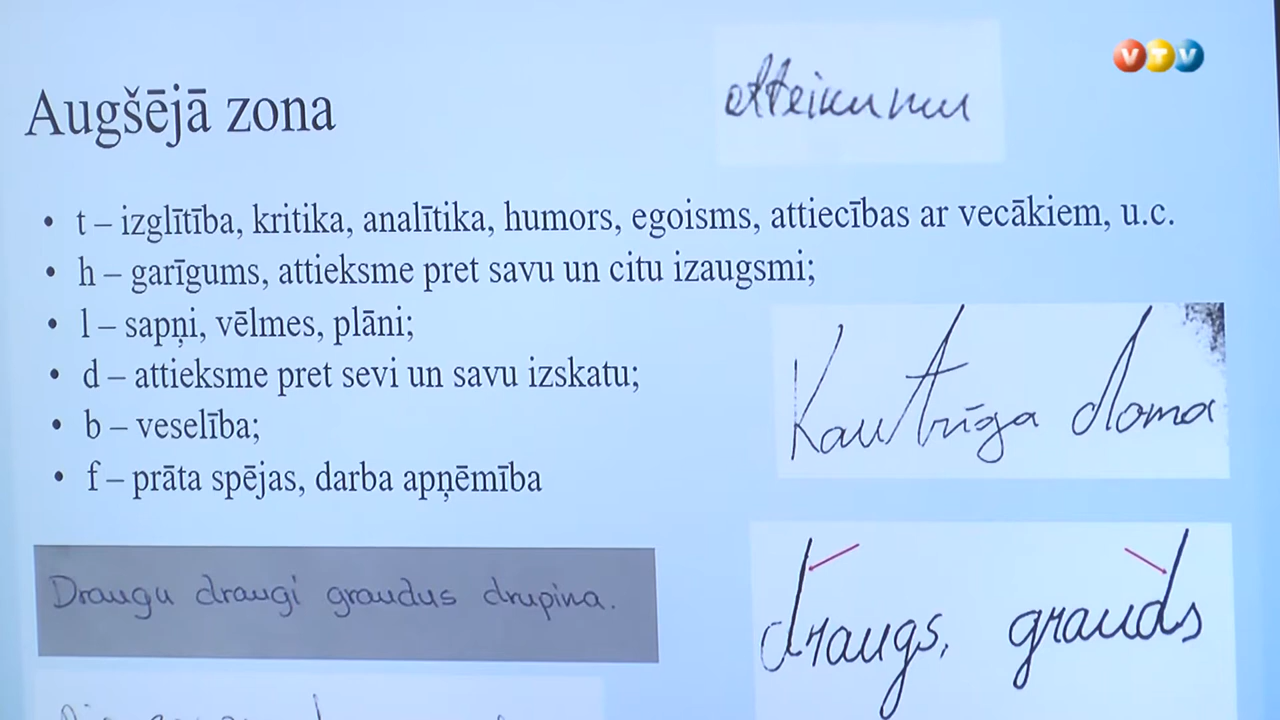 VTV
Augšējā zona
atteikumu
• t – izglītība, kritika, analītika, humors, egoisms, attiecības ar vecākiem, u.c.
• h – garīgums, attieksme pret savu un citu izaugsmi;
• l – sapņi, vēlmes, plāni;
• d – attieksme pret sevi un savu izskatu;
• b – veselība;
• f – prāta spējas, darba apņēmība
Kautrīga doma
Draugu draugi graudus drupina.
draugs, grauds